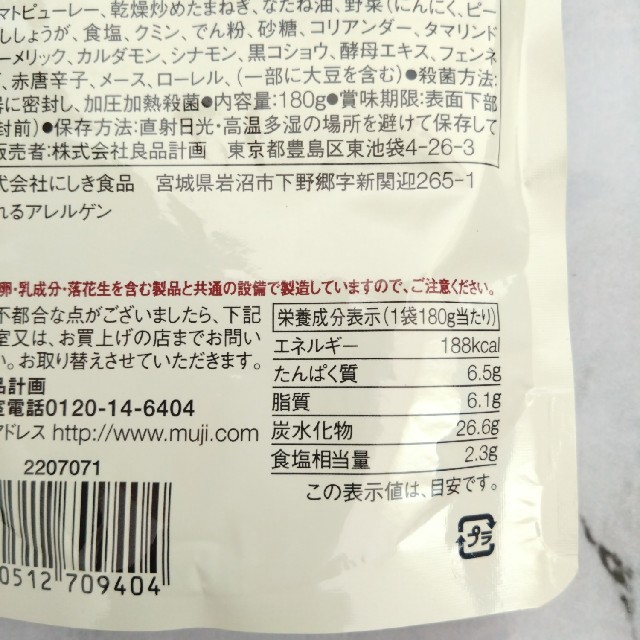 マトピューレー、乾燥炒めたまねぎ、なたね油、野菜(にんにく、ピー
ししょうが、食塩、クミン、でん粉、砂糖、コリアンダー、タマリンド
ーメリック、カルダモン、シナモン、黒コショウ、酵母エキス、フェンネ
、赤唐辛子、メース、ローレル、(一部に大豆を含む)●殺菌方法:
に密封し、加圧加熱殺菌●内容量:180g●賞味期限:表面下部
封前)●保存方法:直射日光・高温多湿の場所を避けて保存して
販売者:株式会社良品計画 東京都豊島区東池袋4-26-3
式会社にしき食品 宮城県岩沼市下野郷字新関迎265-1
れるアレルゲン
卵・乳成分・落花生を含む製品と共通の設備で製造していますので、ご注意ください。
不都合な点がございましたら、下記
室又は、お買上げの店までお問い
い。お取り替えさせていただきます。
品計画
室電話0120-14-6404
アドレス http://www.muji.com
2207071
0512 709404
栄養成分表示(1袋180g当たり)
エネルギー 188kcal
たんぱく質 6.5g
脂質 6.1g
炭水化物 26.6g
食塩相当量 2.3g
この表示値は、目安です。
プラ